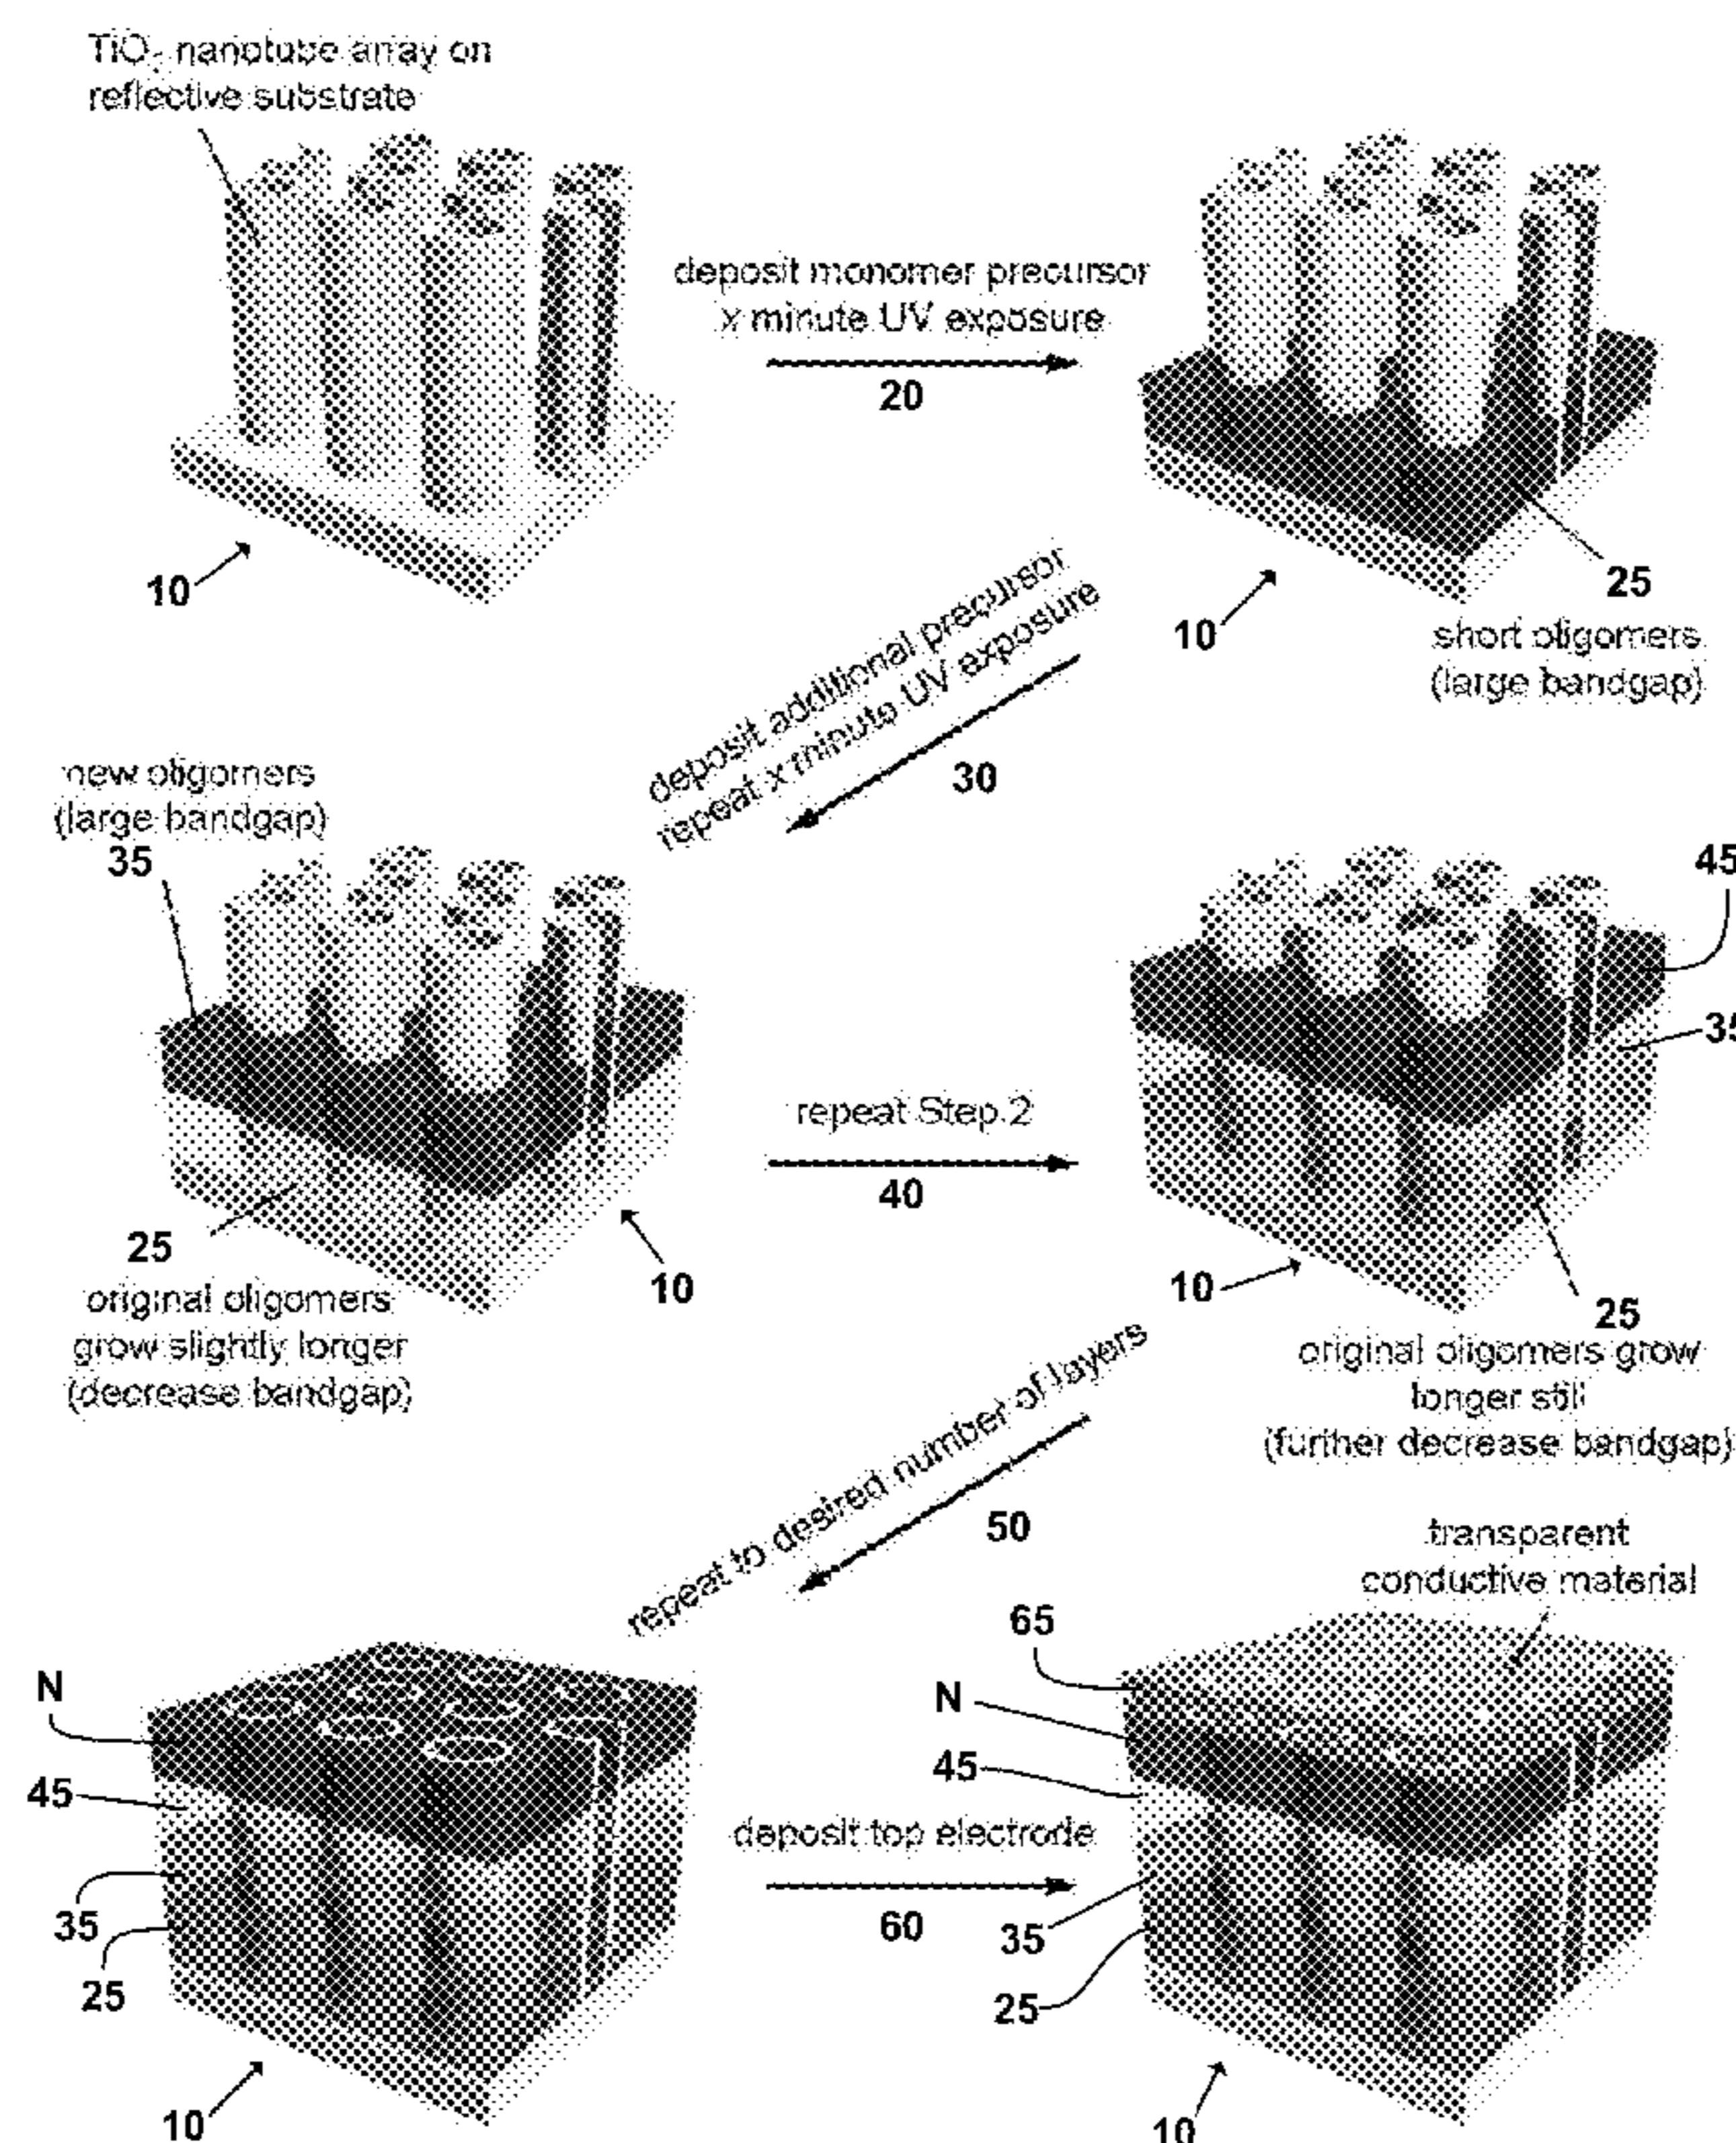 TiO₂ nanotube array on
reflective substrate
10
deposit monomer precursor
x minute UV exposure
20
10
25
short oligomers
(large bandgap)
deposit additional precursor
repeat x minute UV exposure
30
new oligomers
(large bandgap)
35
25
original oligomers
grow slightly longer
(decrease bandgap)
10
repeat Step 2
40
45
35
10
25
original oligomers grow
longer still
(further decrease bandgap)
repeat to desired number of layers
50
N
45
35
25
10
deposit top electrode
60
transparent
conductive material
65
N
45
35
25
10